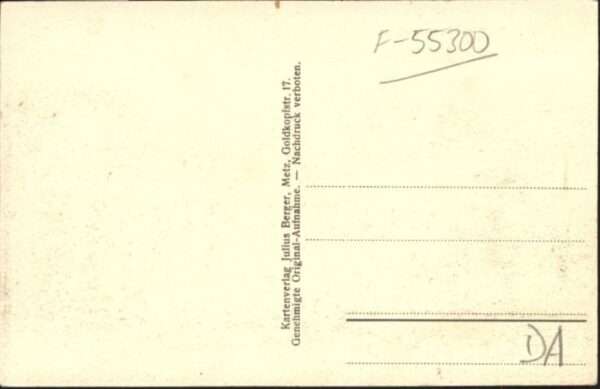 F-55300
Kartenverlag Julius Berger, Metz, Goldkopfstr. 17.
Genehmigte Original-Aufnahme. — Nachdruck verboten.
DA